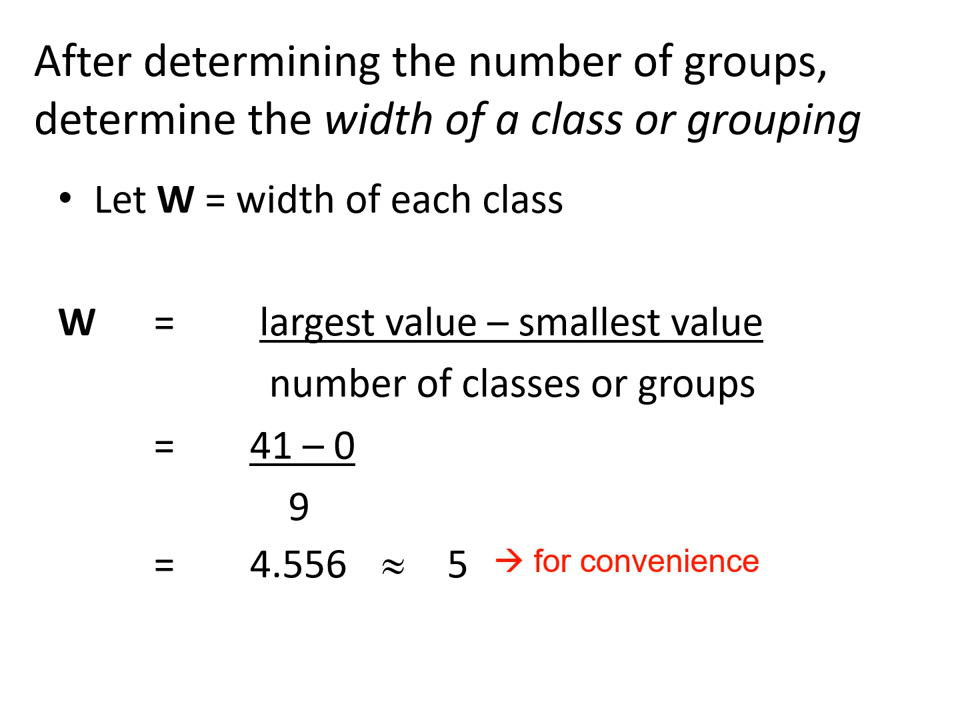 After determining the number of groups,
determine the width of a class or grouping
• Let W = width of each class
W = largest value – smallest value
number of classes or groups
= 41 – 0
9
= 4.556 ≈ 5 → for convenience